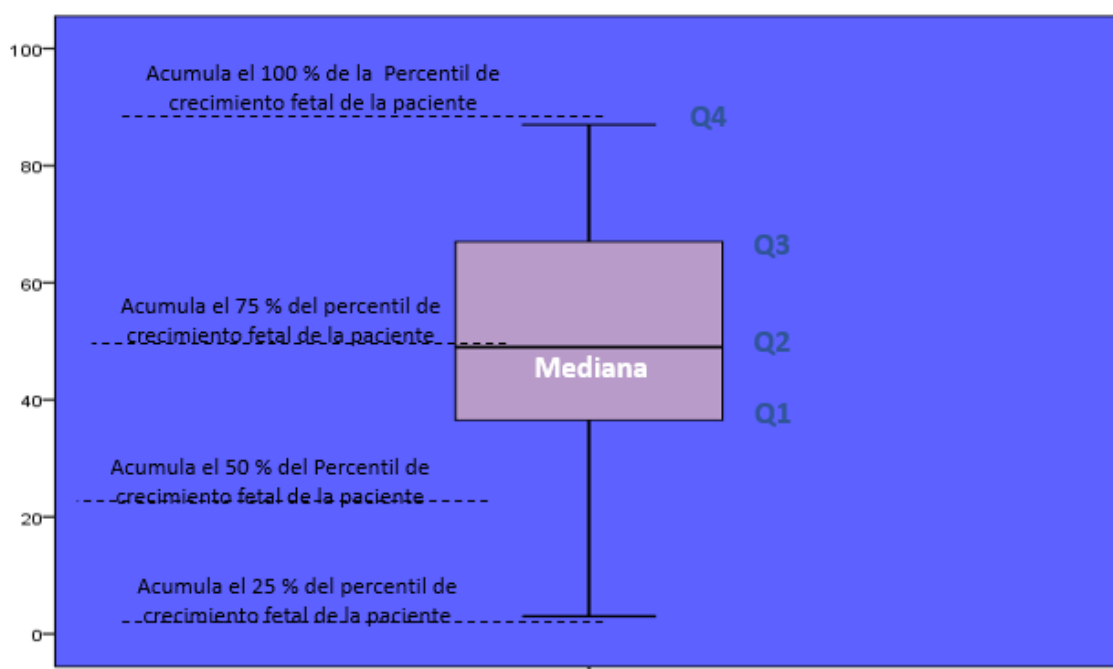 100
Acumula el 100 % de la  Percentil de
crecimiento fetal de la paciente
Q4
80
Q3
60
Acumula el 75 % del percentil de
crecimiento fetal de la paciente
Q2
Mediana
40
Q1
Acumula el 50 % del Percentil de
crecimiento fetal de la paciente
20
Acumula el 25 % del percentil de
crecimiento fetal de la paciente
0